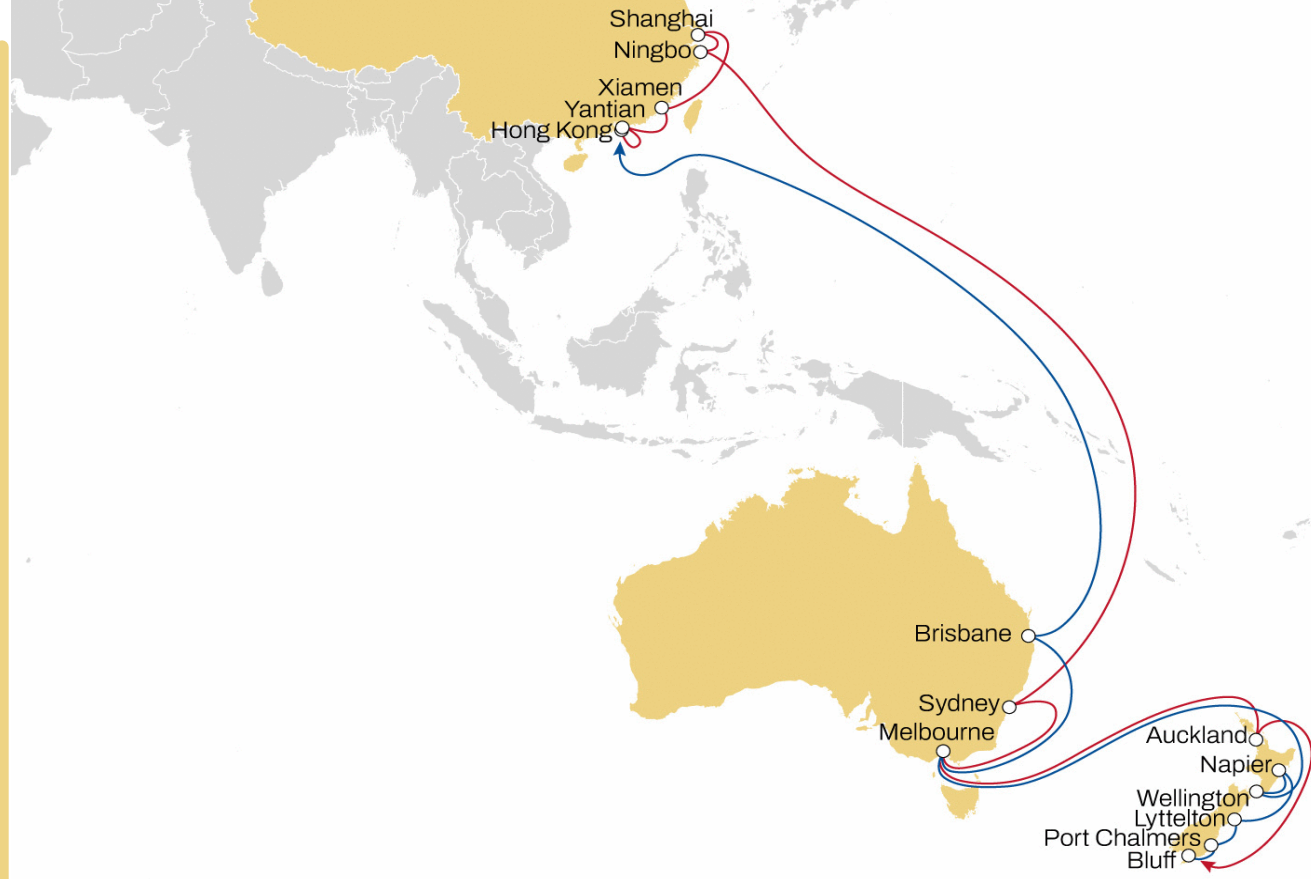 Shanghai
Ningbo
Xiamen
Yantian
Hong Kong
Brisbane
Sydney
Melbourne
Auckland
Napier
Wellington
Lyttelton
Port Chalmers
Bluff